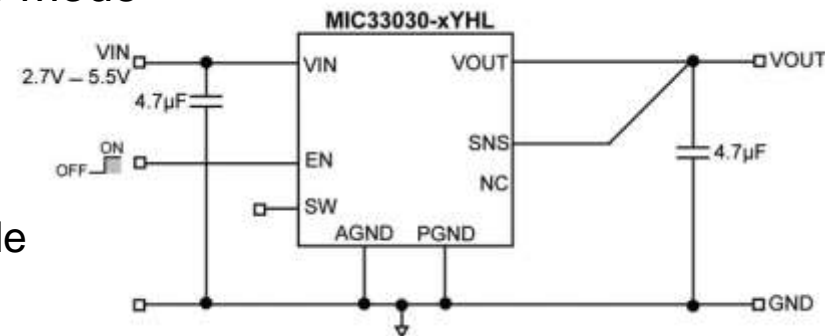 mode
MIC33030-xYHL
VIN
2.7V – 5.5V
VIN
VOUT
VOUT
4.7µF
SNS
4.7µF
ON
OFF
EN
NC
SW
AGND PGND
GND